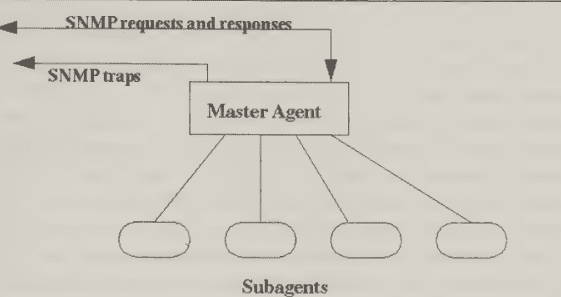 SNMP requests and responses
SNMP traps
Master Agent
Subagents